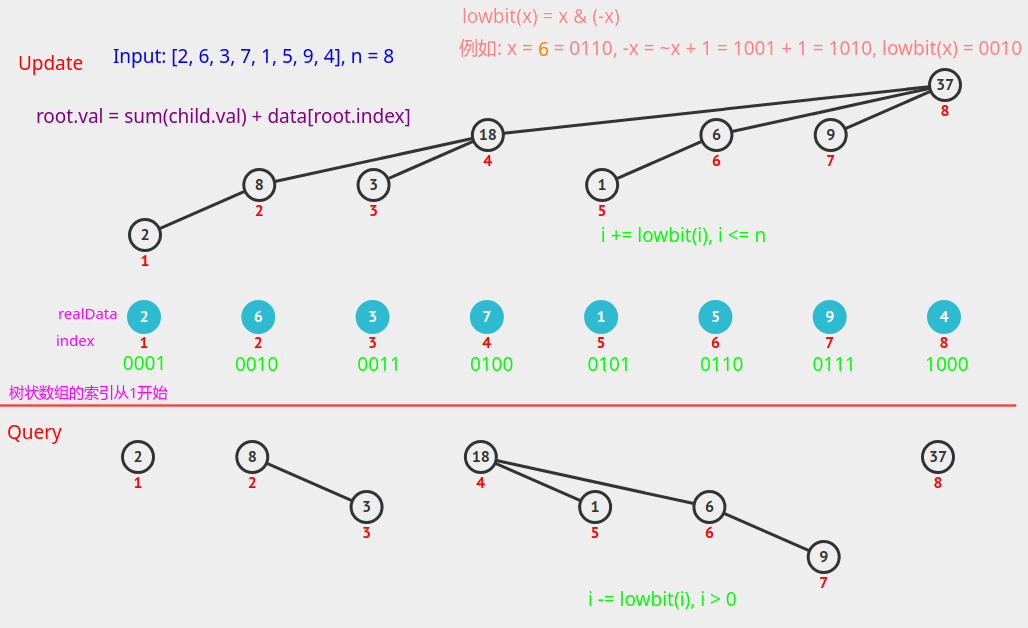 lowbit(x) = x & (-x)
例如: x = 6 = 0110, -x = ~x + 1 = 1001 + 1 = 1010, lowbit(x) = 0010
Update
Input: [2, 6, 3, 7, 1, 5, 9, 4], n = 8
root.val = sum(child.val) + data[root.index]
37
8
18
4
6
6
9
7
8
2
3
3
1
5
2
1
i += lowbit(i), i <= n
realData 2 6 3 7 1 5 9 4
index 1 2 3 4 5 6 7 8
0001 0010 0011 0100 0101 0110 0111 1000
树状数组的索引从1开始
Query
2 8 18 37
1 2 4 8
3 1 6
3 5 6
9
7
i -= lowbit(i), i > 0